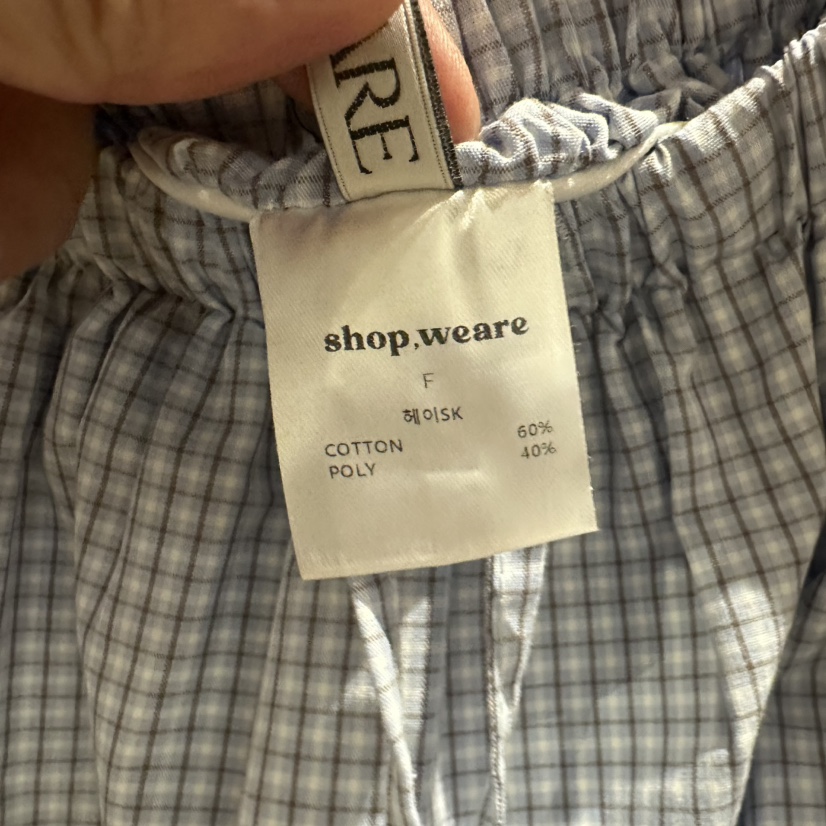 ARE
shop,weare
F
헤이SK
COTTON 60%
POLY 40%